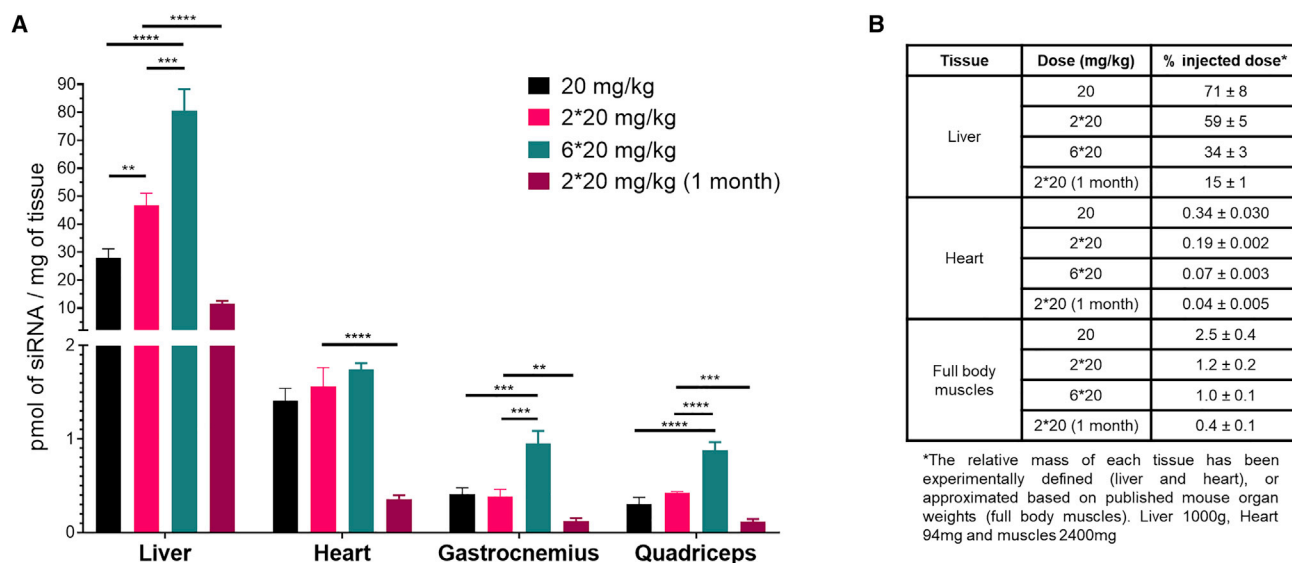 A
pmol of siRNA / mg of tissue
90
80
70
60
50
40
30
20
10
2
1
0
****
****
***
**
****
***
**
***
***
****
****
20 mg/kg
2*20 mg/kg
6*20 mg/kg
2*20 mg/kg (1 month)
Liver Heart Gastrocnemius Quadriceps
B
Tissue Dose (mg/kg) % injected dose*
Liver
20 71 ± 8
2*20 59 ± 5
6*20 34 ± 3
2*20 (1 month) 15 ± 1
Heart
20 0.34 ± 0.030
2*20 0.19 ± 0.002
6*20 0.07 ± 0.003
2*20 (1 month) 0.04 ± 0.005
Full body
muscles
20 2.5 ± 0.4
2*20 1.2 ± 0.2
6*20 1.0 ± 0.1
2*20 (1 month) 0.4 ± 0.1
*The relative mass of each tissue has been
experimentally defined (liver and heart), or
approximated based on published mouse organ
weights (full body muscles). Liver 1000g, Heart
94mg and muscles 2400mg